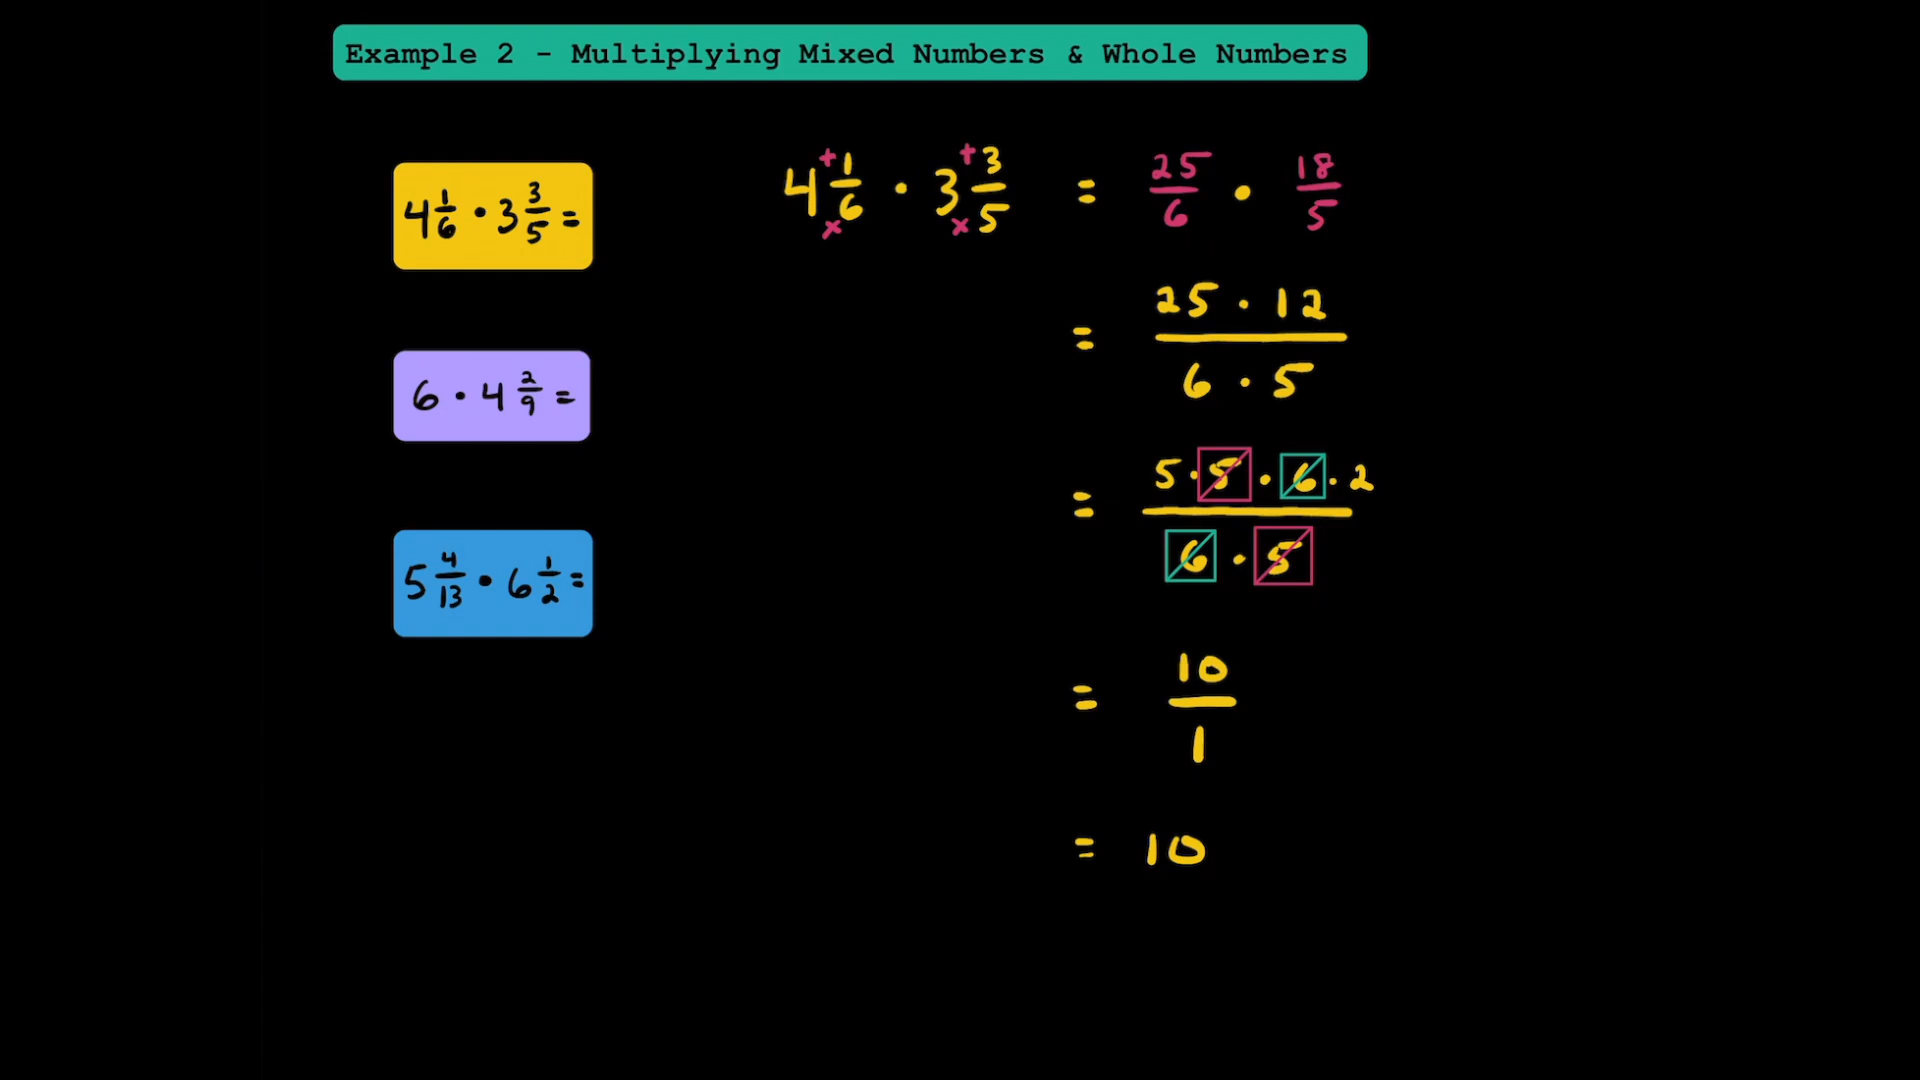 Example 2 - Multiplying Mixed Numbers & Whole Numbers
4 1/6 · 3 3/5 =
6 · 4 2/9 =
5 4/13 · 6 1/2 =
4 + 1/6 x · 3 + 3/5 x = 25/6 · 18/5
= 25 · 12 / 6 · 5
= 5 · 5 · 6 · 2 / 6 · 5
= 10/1
= 10